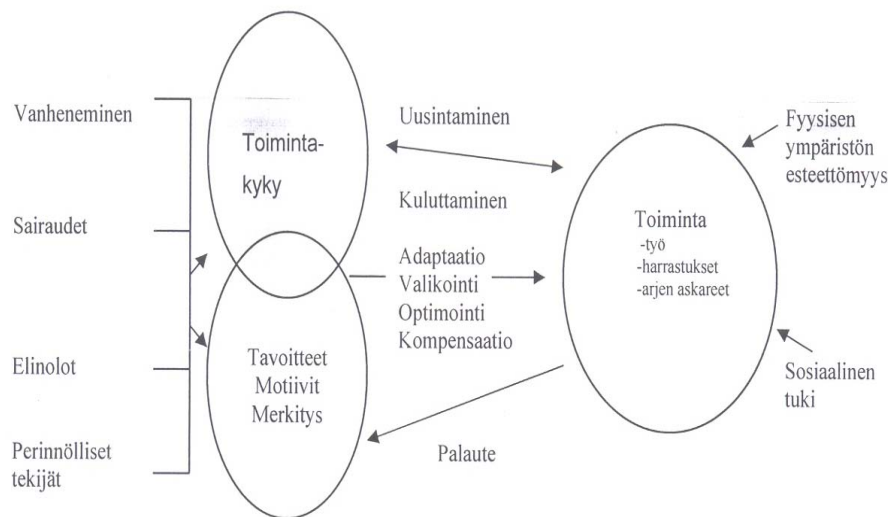 Vanheneminen
Sairaudet
Elinolot
Perinnölliset
tekijät
Toiminta-
kyky
Tavoitteet
Motiivit
Merkitys
Uusintaminen
Kuluttaminen
Adaptaatio
Valikointi
Optimointi
Kompensaatio
Palaute
Toiminta
-työ
-harrastukset
-arjen askareet
Fyysisen
ympäristön
esteettömyys
Sosiaalinen
tuki